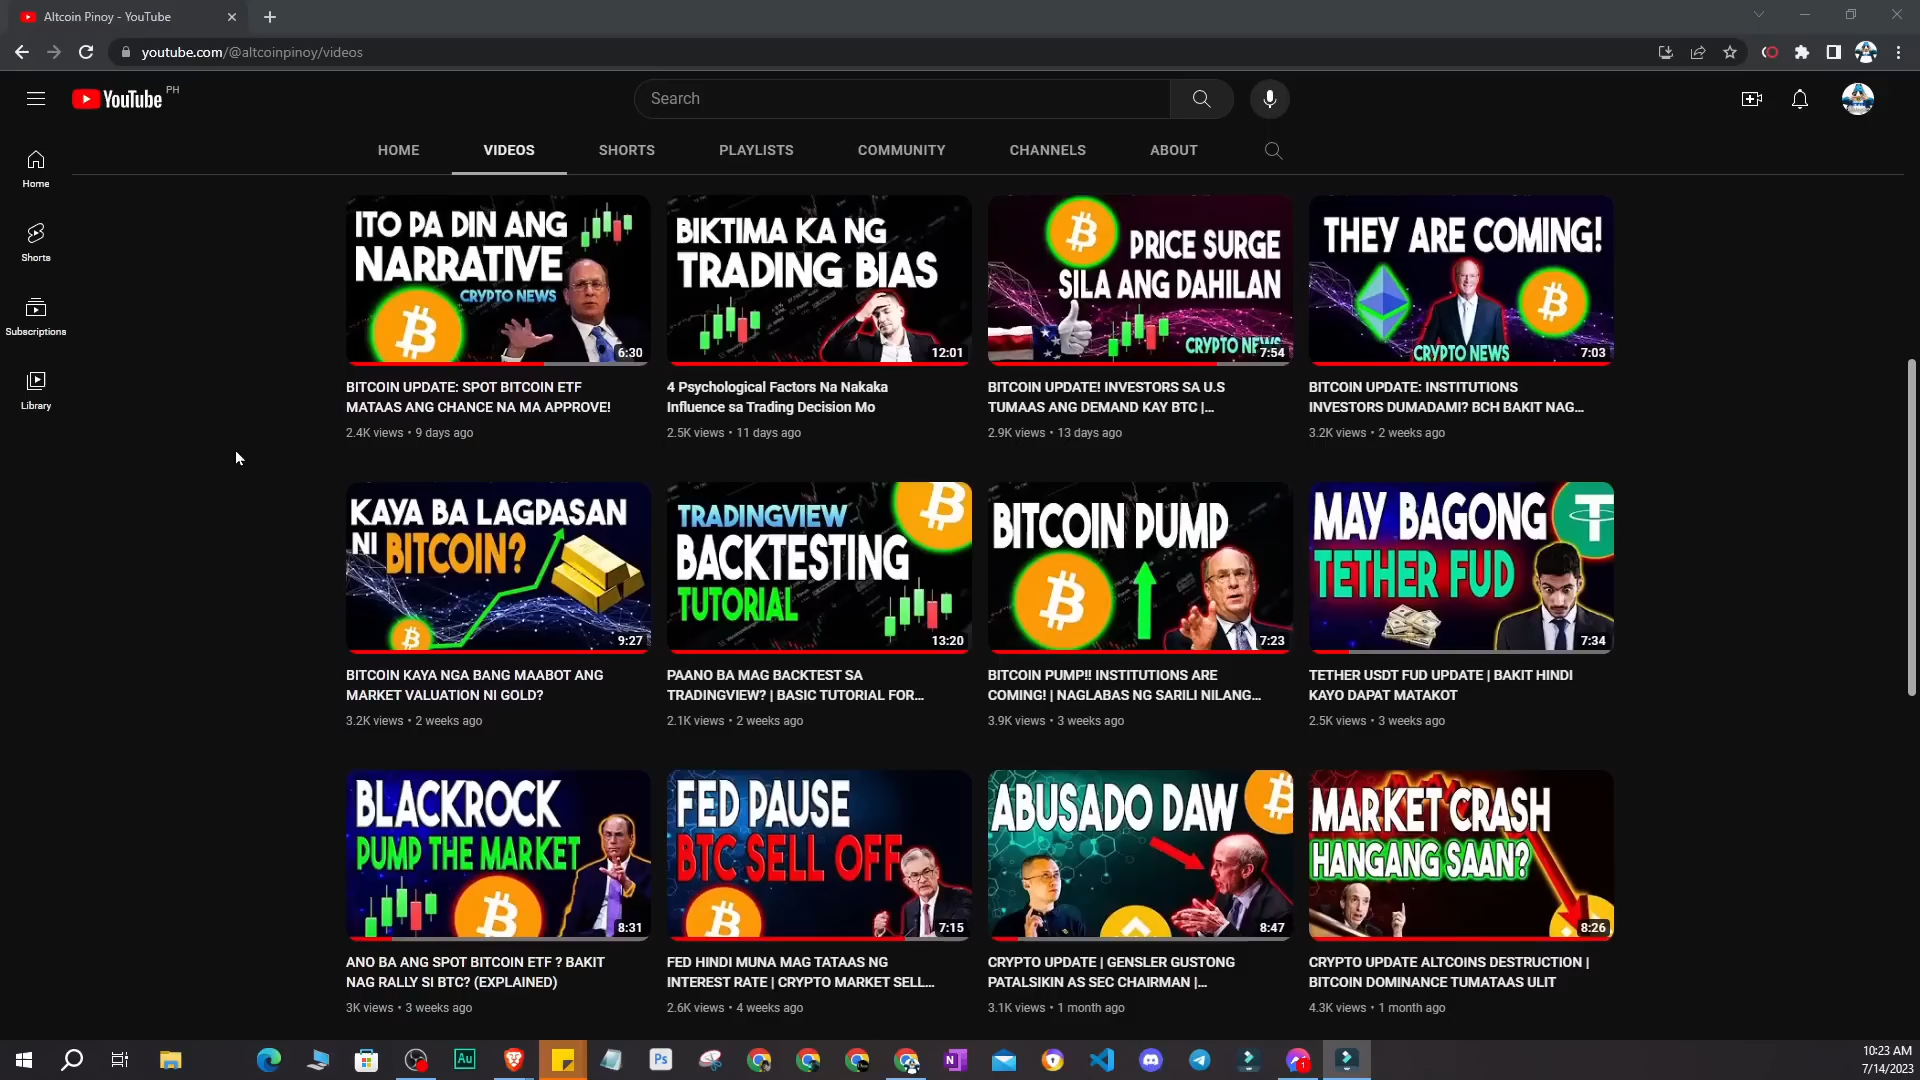 Altcoin Pinoy - YouTube
youtube.com/@altcoinpinoy/videos
YouTube PH
Search
HOME
VIDEOS
SHORTS
PLAYLISTS
COMMUNITY
CHANNELS
ABOUT
Home
Shorts
Subscriptions
Library
ITO PA DIN ANG
NARRATIVE
CRYPTO NEWS
6:30
BITCOIN UPDATE: SPOT BITCOIN ETF
MATAAS ANG CHANCE NA MA APPROVE!
2.4K views • 9 days ago
BIKTIMA KA NG
TRADING BIAS
12:01
4 Psychological Factors Na Nakaka
Influence sa Trading Decision Mo
2.5K views • 11 days ago
PRICE SURGE
SILA ANG DAHILAN
CRYPTO NEWS
7:54
BITCOIN UPDATE! INVESTORS SA U.S
TUMAAS ANG DEMAND KAY BTC |...
2.9K views • 13 days ago
THEY ARE COMING!
CRYPTO NEWS
7:03
BITCOIN UPDATE: INSTITUTIONS
INVESTORS DUMADAMI? BCH BAKIT NAG...
3.2K views • 2 weeks ago
KAYA BA LAGPASAN
NI BITCOIN?
9:27
BITCOIN KAYA NGA BANG MAABOT ANG
MARKET VALUATION NI GOLD?
3.2K views • 2 weeks ago
TRADINGVIEW
BACKTESTING
TUTORIAL
13:20
PAANO BA MAG BACKTEST SA
TRADINGVIEW? | BASIC TUTORIAL FOR...
2.1K views • 2 weeks ago
BITCOIN PUMP
7:23
BITCOIN PUMP!! INSTITUTIONS ARE
COMING! | NAGLABAS NG SARILI NILANG...
3.9K views • 3 weeks ago
MAY BAGONG
TETHER FUD
7:34
TETHER USDT FUD UPDATE | BAKIT HINDI
KAYO DAPAT MATAKOT
2.5K views • 3 weeks ago
BLACKROCK
PUMP THE MARKET
8:31
ANO BA ANG SPOT BITCOIN ETF ? BAKIT
NAG RALLY SI BTC? (EXPLAINED)
3K views • 3 weeks ago
FED PAUSE
BTC SELL OFF
7:15
FED HINDI MUNA MAG TATAAS NG
INTEREST RATE | CRYPTO MARKET SELL...
2.6K views • 4 weeks ago
ABUSADO DAW
8:47
CRYPTO UPDATE | GENSLER GUSTONG
PATALSIKIN AS SEC CHAIRMAN |...
3.1K views • 1 month ago
MARKET CRASH
HANGANG SAAN?
8:26
CRYPTO UPDATE ALTCOINS DESTRUCTION |
BITCOIN DOMINANCE TUMATAAS ULIT
4.3K views • 1 month ago
Au
Ps
N
1
10:23 AM
7/14/2023